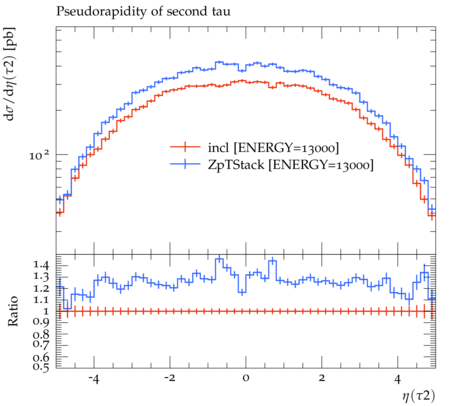 Pseudorapidity of second tau
dσ/dη(τ2) [pb]
10²
incl [ENERGY=13000]
ZpTStack [ENERGY=13000]
Ratio
1.4
1.3
1.2
1.1
1
0.9
0.8
0.7
0.6
0.5
-4 -2 0 2 4
η(τ2)